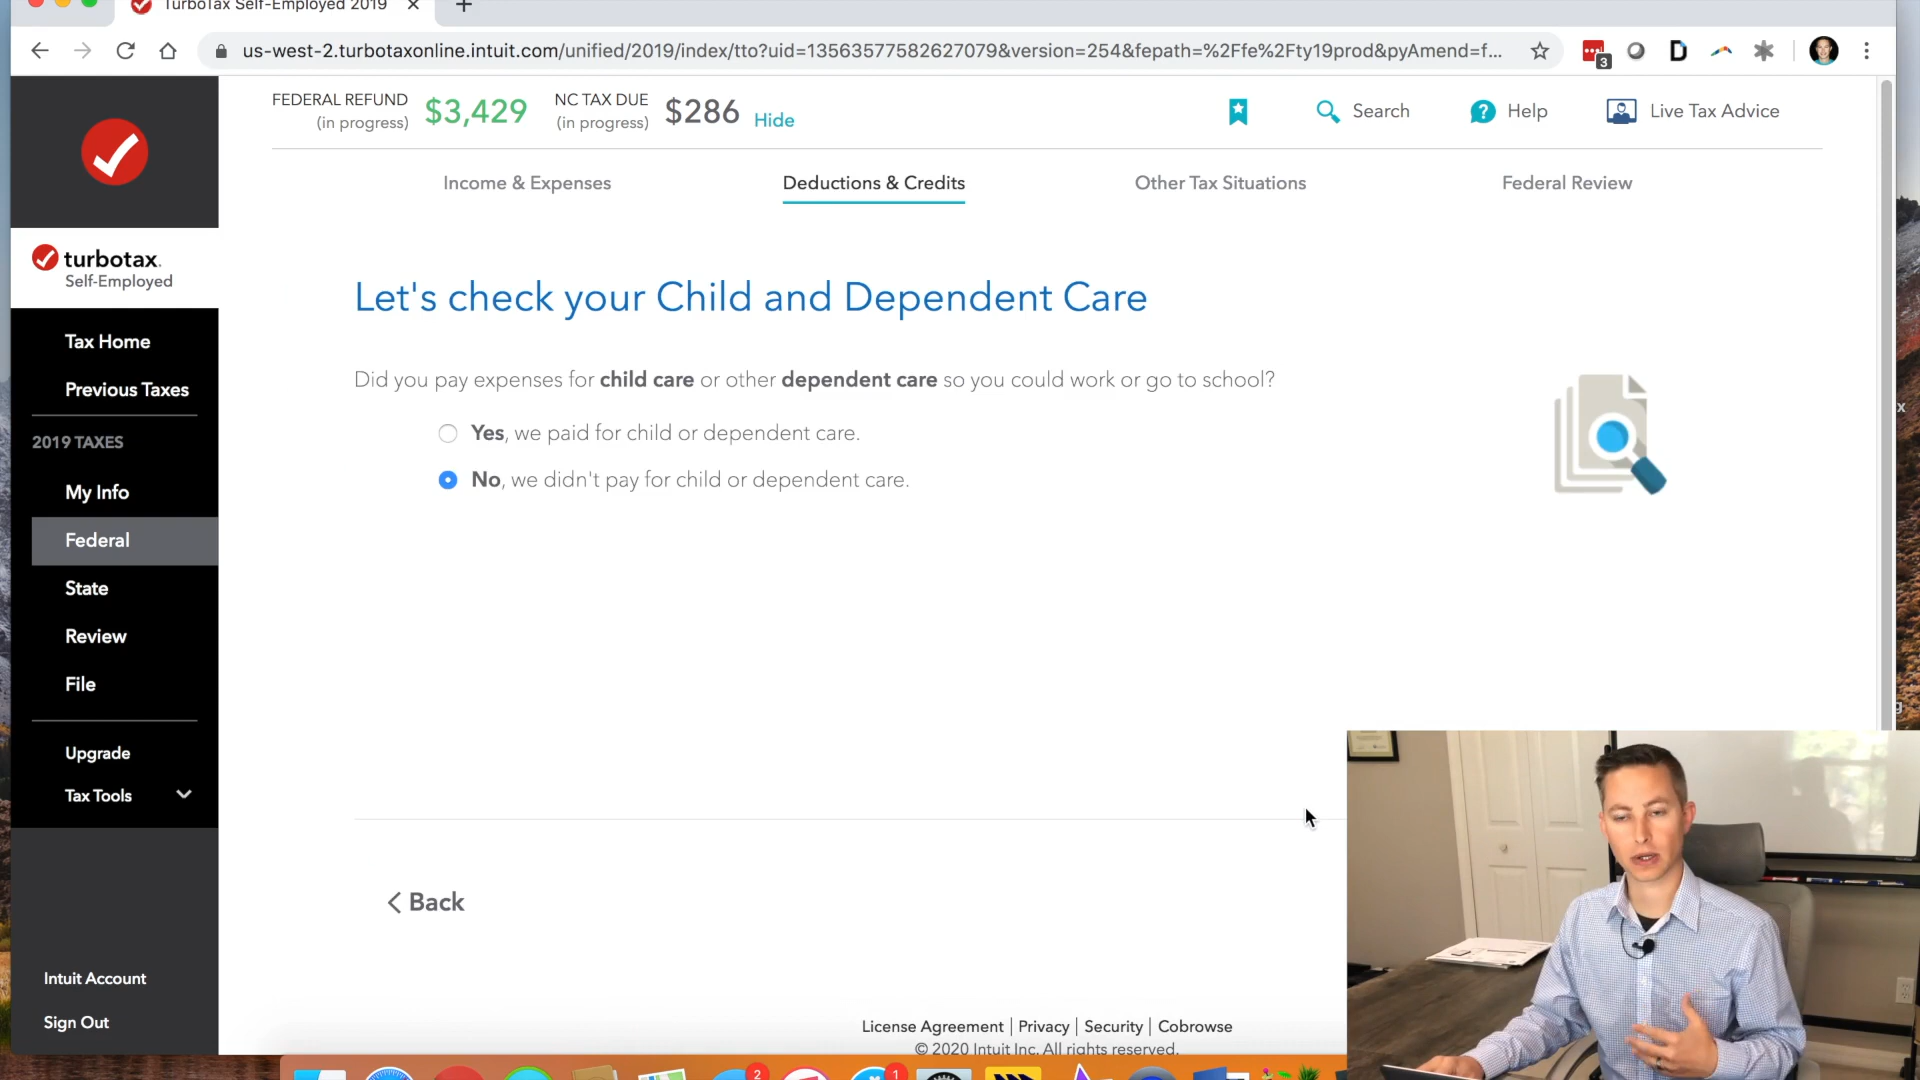 TurboTax Self-Employed 2019
us-west-2.turbotaxonline.intuit.com/unified/2019/index/tto?uid=13563577582627079&version=254&fepath=%2Ffe%2Fty19prod&pyAmend=f...
3
FEDERAL REFUND
(in progress)
$3,429
NC TAX DUE
(in progress)
$286
Hide
Search
Help
Live Tax Advice
Income & Expenses
Deductions & Credits
Other Tax Situations
Federal Review
turbotax.
Self-Employed
Tax Home
Previous Taxes
2019 TAXES
My Info
Federal
State
Review
File
Upgrade
Tax Tools
Intuit Account
Sign Out
Let's check your Child and Dependent Care
Did you pay expenses for child care or other dependent care so you could work or go to school?
Yes, we paid for child or dependent care.
No, we didn't pay for child or dependent care.
Back
License Agreement | Privacy | Security | Cobrowse
© 2020 Intuit Inc. All rights reserved.
2
1